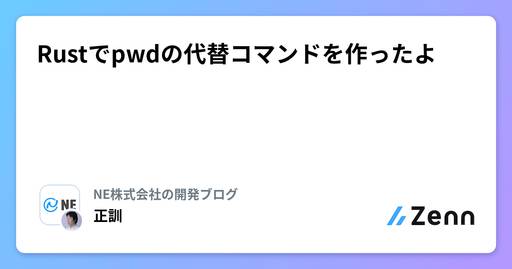 Rustでpwdの代替コマンドを作ったよ
NE
NE株式会社の開発ブログ
正訓
Zenn